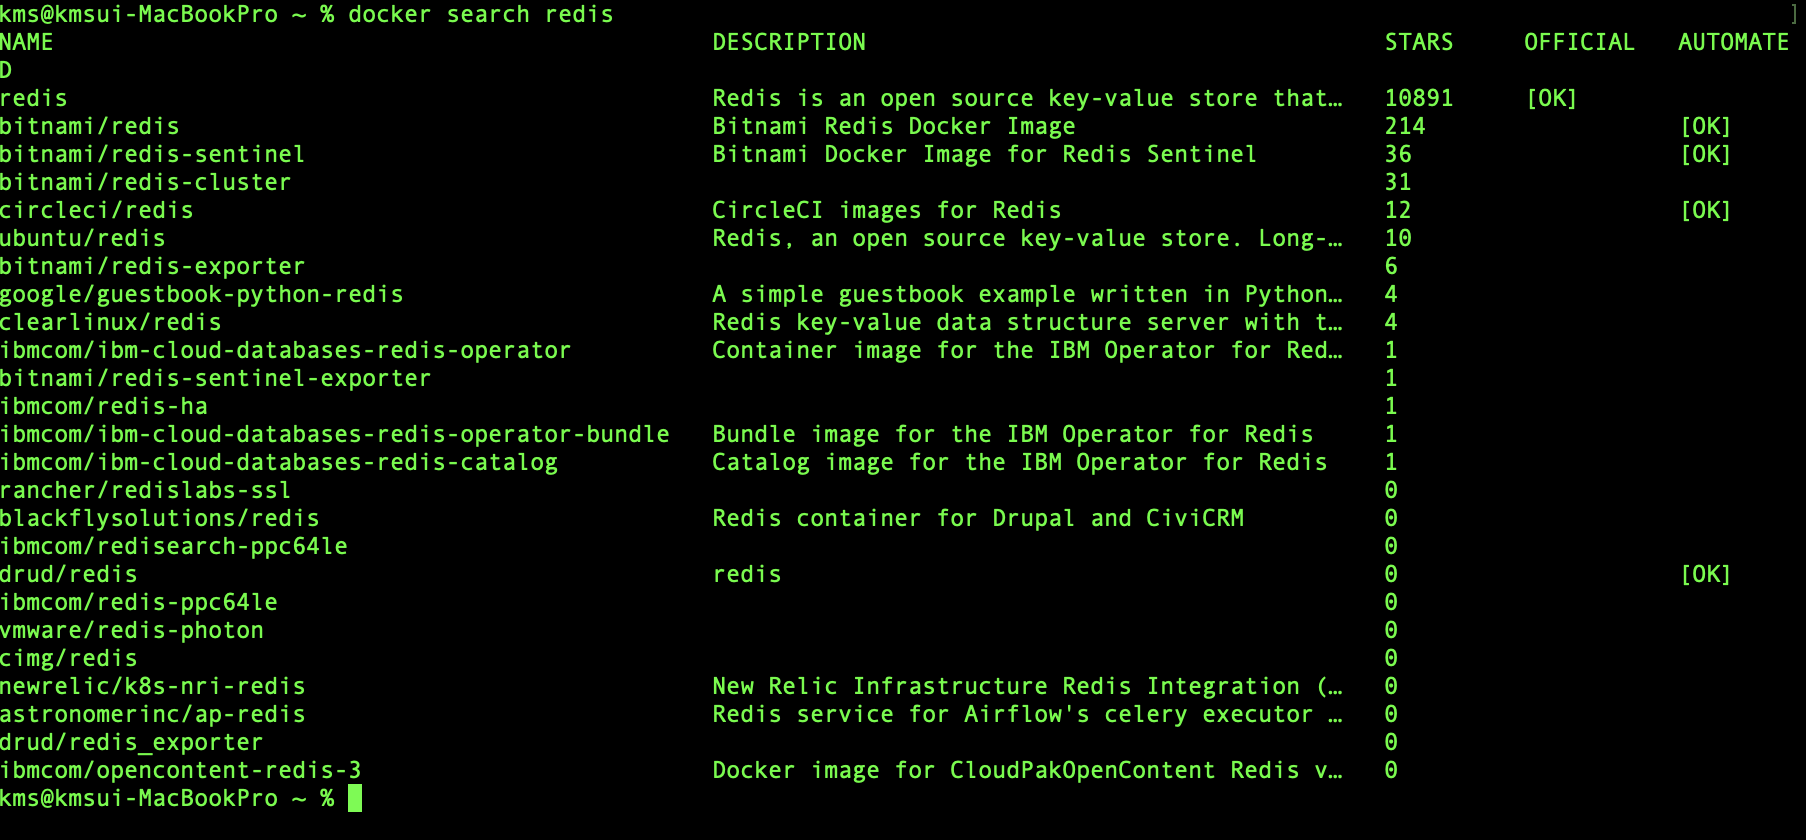 kms@kmsui-MacBookPro ~ % docker search redis ]
NAME DESCRIPTION STARS OFFICIAL AUTOMATE
D
redis Redis is an open source key-value store that… 10891 [OK]
bitnami/redis Bitnami Redis Docker Image 214 [OK]
bitnami/redis-sentinel Bitnami Docker Image for Redis Sentinel 36 [OK]
bitnami/redis-cluster 31
circleci/redis CircleCI images for Redis 12 [OK]
ubuntu/redis Redis, an open source key-value store. Long-… 10
bitnami/redis-exporter 6
google/guestbook-python-redis A simple guestbook example written in Python… 4
clearlinux/redis Redis key-value data structure server with t… 4
ibmcom/ibm-cloud-databases-redis-operator Container image for the IBM Operator for Red… 1
bitnami/redis-sentinel-exporter 1
ibmcom/redis-ha 1
ibmcom/ibm-cloud-databases-redis-operator-bundle Bundle image for the IBM Operator for Redis 1
ibmcom/ibm-cloud-databases-redis-catalog Catalog image for the IBM Operator for Redis 1
rancher/redislabs-ssl 0
blackflysolutions/redis Redis container for Drupal and CiviCRM 0
ibmcom/redisearch-ppc64le 0
drud/redis redis 0 [OK]
ibmcom/redis-ppc64le 0
vmware/redis-photon 0
cimg/redis 0
newrelic/k8s-nri-redis New Relic Infrastructure Redis Integration (… 0
astronomerinc/ap-redis Redis service for Airflow's celery executor … 0
drud/redis_exporter 0
ibmcom/opencontent-redis-3 Docker image for CloudPakOpenContent Redis v… 0
kms@kmsui-MacBookPro ~ %